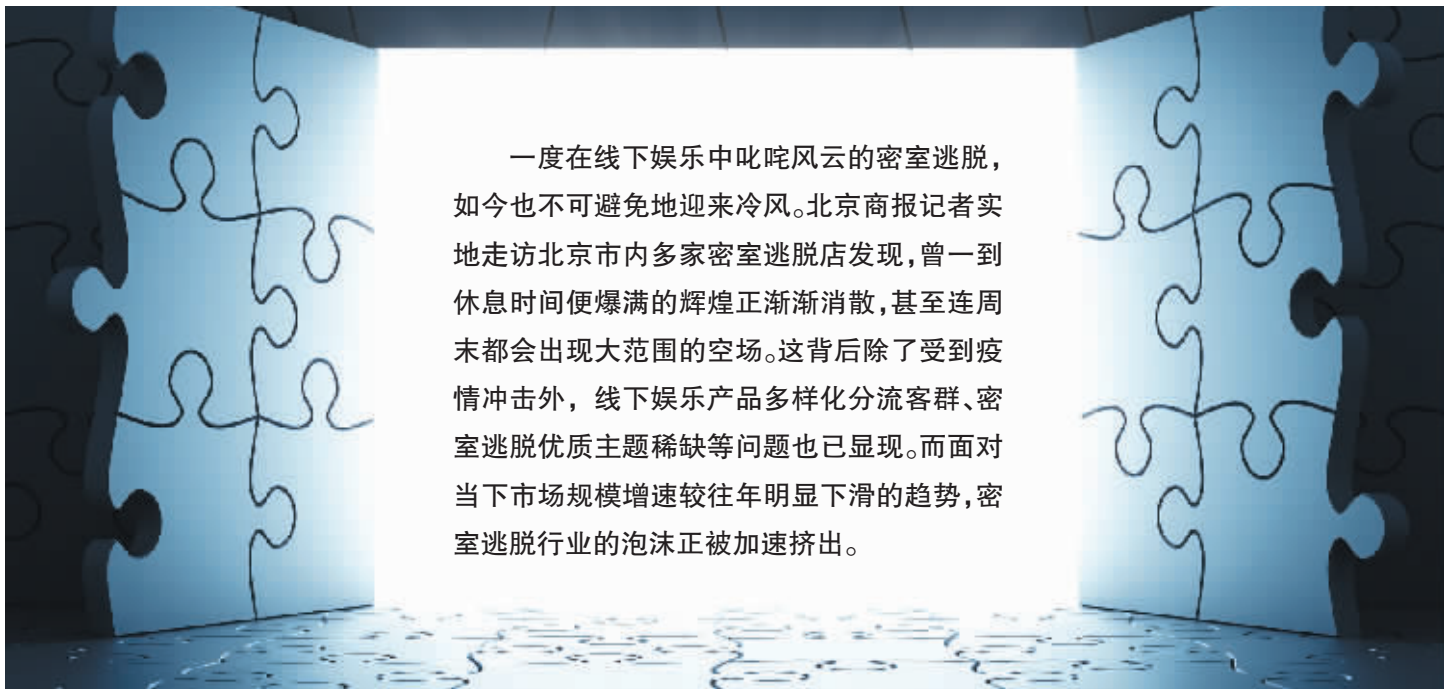 一度在线下娱乐中叱咤风云的密室逃脱，
如今也不可避免地迎来冷风。北京商报记者实
地走访北京市内多家密室逃脱店发现，曾一到
休息时间便爆满的辉煌正渐渐消散，甚至连周
末都会出现大范围的空场。这背后除了受到疫
情冲击外，线下娱乐产品多样化分流客群、密
室逃脱优质主题稀缺等问题也已显现。而面对
当下市场规模增速较往年明显下滑的趋势，密
室逃脱行业的泡沫正被加速挤出。